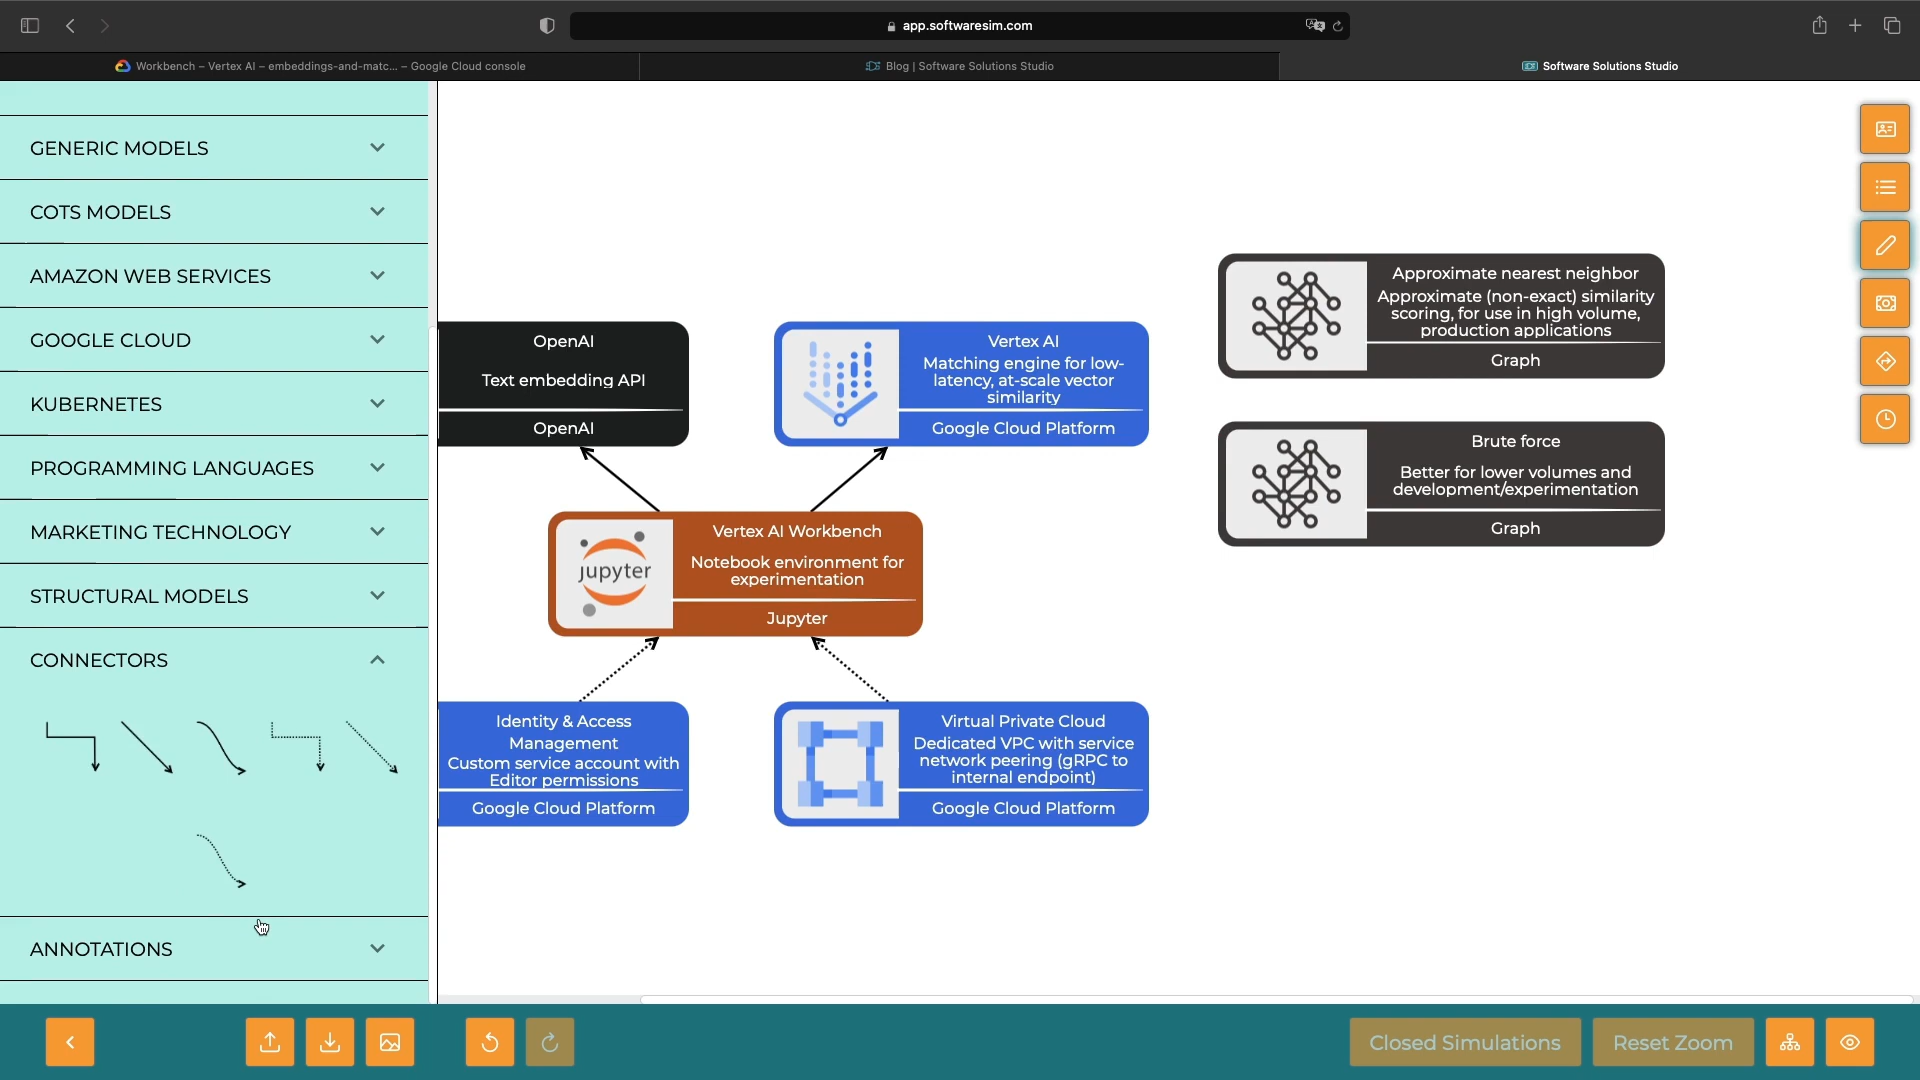 app.softwaresim.com
Workbench – Vertex AI – embeddings-and-matc... – Google Cloud console
Blog | Software Solutions Studio
Software Solutions Studio
GENERIC MODELS
COTS MODELS
AMAZON WEB SERVICES
GOOGLE CLOUD
KUBERNETES
PROGRAMMING LANGUAGES
MARKETING TECHNOLOGY
STRUCTURAL MODELS
CONNECTORS
ANNOTATIONS
OpenAI
Text embedding API
OpenAI
Vertex AI
Matching engine for low-
latency, at-scale vector
similarity
Google Cloud Platform
Approximate nearest neighbor
Approximate (non-exact) similarity
scoring, for use in high volume,
production applications
Graph
Brute force
Better for lower volumes and
development/experimentation
Graph
jupyter
Vertex AI Workbench
Notebook environment for
experimentation
Jupyter
Identity & Access
Management
Custom service account with
Editor permissions
Google Cloud Platform
Virtual Private Cloud
Dedicated VPC with service
network peering (gRPC to
internal endpoint)
Google Cloud Platform
Closed Simulations
Reset Zoom